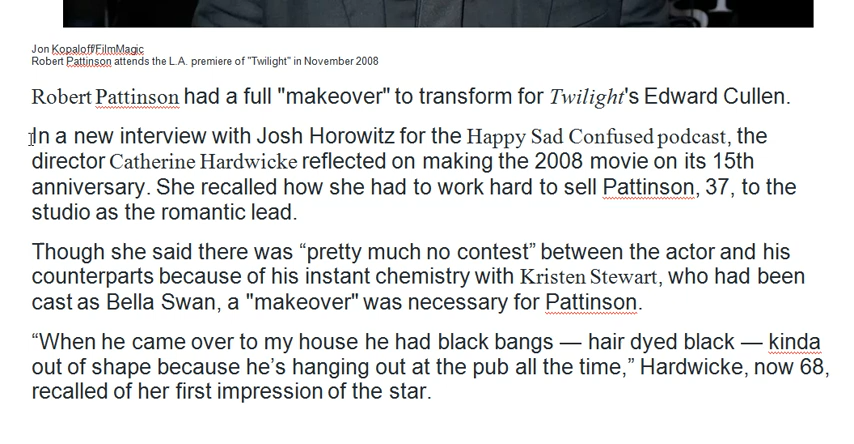 Jon Kopaloff/FilmMagic
Robert Pattinson attends the L.A. premiere of "Twilight" in November 2008
Robert Pattinson had a full "makeover" to transform for Twilight's Edward Cullen.
In a new interview with Josh Horowitz for the Happy Sad Confused podcast, the
director Catherine Hardwicke reflected on making the 2008 movie on its 15th
anniversary. She recalled how she had to work hard to sell Pattinson, 37, to the
studio as the romantic lead.
Though she said there was “pretty much no contest” between the actor and his
counterparts because of his instant chemistry with Kristen Stewart, who had been
cast as Bella Swan, a "makeover" was necessary for Pattinson.
“When he came over to my house he had black bangs — hair dyed black — kinda
out of shape because he’s hanging out at the pub all the time,” Hardwicke, now 68,
recalled of her first impression of the star.